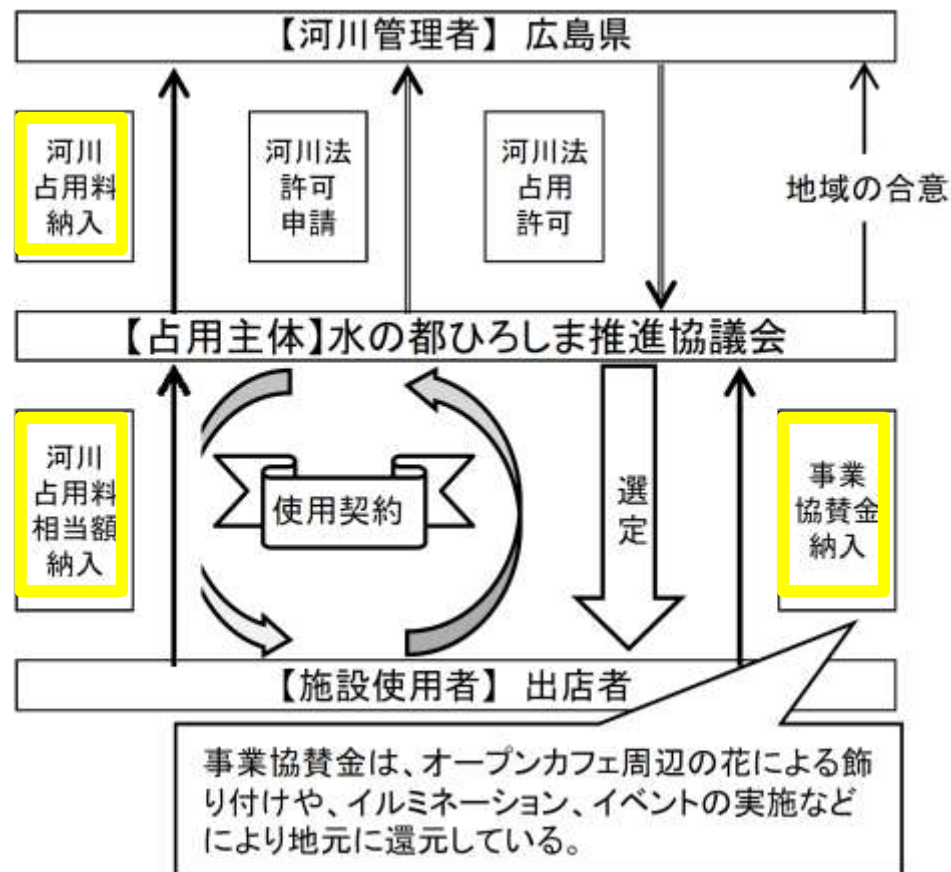 【河川管理者】 広島県
河川
占用料
納入
河川法
許可
申請
河川法
占用
許可
地域の合意
【占用主体】水の都ひろしま推進協議会
河川
占用料
相当額
納入
使用契約
選
定
事業
協賛金
納入
【施設使用者】 出店者
事業協賛金は、オープンカフェ周辺の花による飾
り付けや、イルミネーション、イベントの実施など
により地元に還元している。